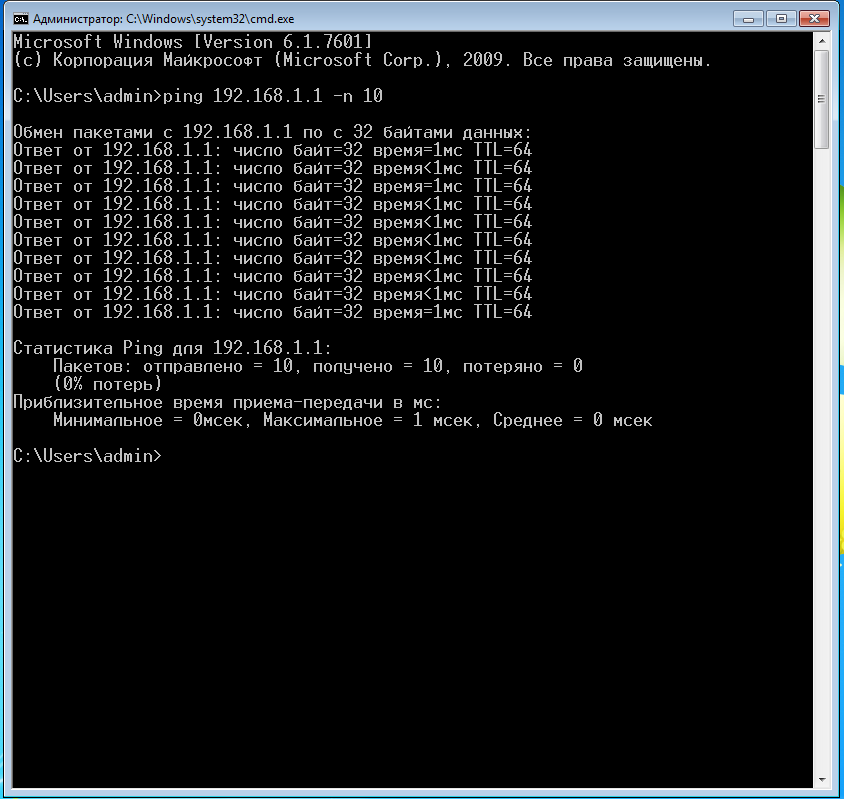 Администратор: C:\Windows\system32\cmd.exe
Microsoft Windows [Version 6.1.7601]
(c) Корпорация Майкрософт (Microsoft Corp.), 2009. Все права защищены.
C:\Users\admin>ping 192.168.1.1 -n 10
Обмен пакетами с 192.168.1.1 по с 32 байтами данных:
Ответ от 192.168.1.1: число байт=32 время=1мс TTL=64
Ответ от 192.168.1.1: число байт=32 время<1мс TTL=64
Ответ от 192.168.1.1: число байт=32 время=1мс TTL=64
Ответ от 192.168.1.1: число байт=32 время<1мс TTL=64
Ответ от 192.168.1.1: число байт=32 время<1мс TTL=64
Ответ от 192.168.1.1: число байт=32 время<1мс TTL=64
Ответ от 192.168.1.1: число байт=32 время<1мс TTL=64
Ответ от 192.168.1.1: число байт=32 время<1мс TTL=64
Ответ от 192.168.1.1: число байт=32 время<1мс TTL=64
Ответ от 192.168.1.1: число байт=32 время=1мс TTL=64
Статистика Ping для 192.168.1.1:
Пакетов: отправлено = 10, получено = 10, потеряно = 0
(0% потерь)
Приблизительное время приема-передачи в мс:
Минимальное = 0мсек, Максимальное = 1 мсек, Среднее = 0 мсек
C:\Users\admin>